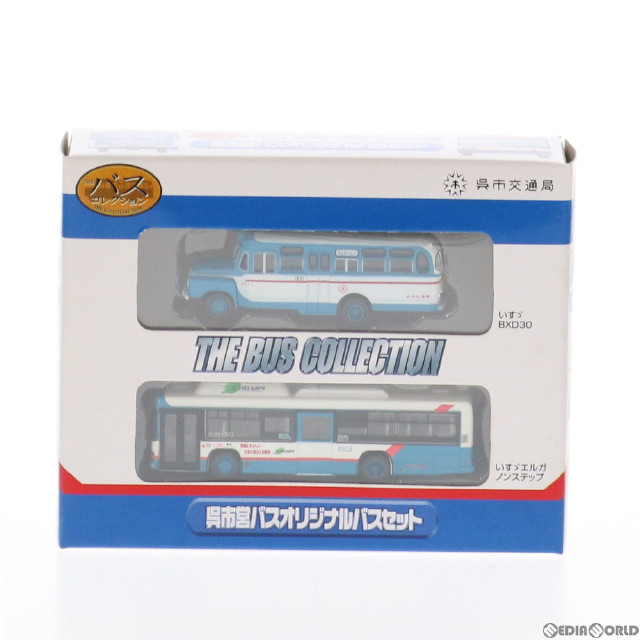 バス
コレクション
呉市交通局
いすゞ
BXD30
THE BUS COLLECTION
いすゞエルガ
ノンステップ
呉市営バスオリジナルバスセット
MEDIAWORLD